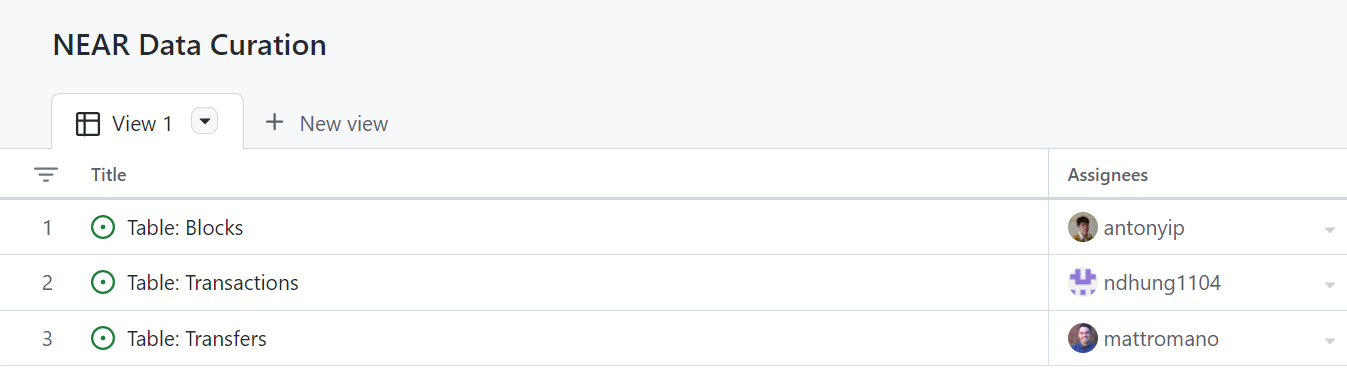 NEAR Data Curation
View 1
New view
Title Assignees
1 Table: Blocks antonyip
2 Table: Transactions ndhung1104
3 Table: Transfers mattromano